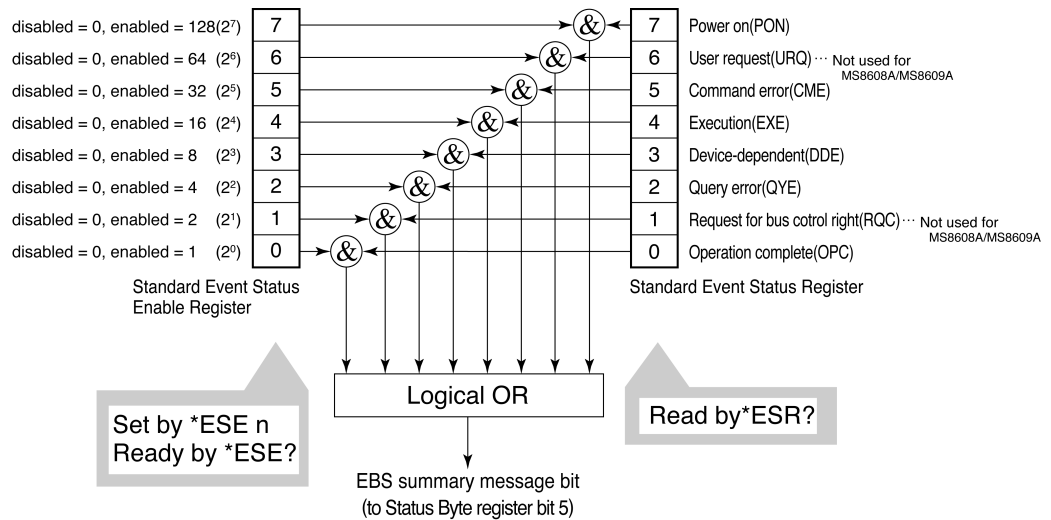 disabled = 0, enabled = 128(2⁷) 7 & 7 Power on(PON)
disabled = 0, enabled = 64 (2⁶) 6 & 6 User request(URQ) ··· Not used for
MS8608A/MS8609A
disabled = 0, enabled = 32 (2⁵) 5 & 5 Command error(CME)
disabled = 0, enabled = 16 (2⁴) 4 & 4 Execution(EXE)
disabled = 0, enabled = 8 (2³) 3 & 3 Device-dependent(DDE)
disabled = 0, enabled = 4 (2²) 2 & 2 Query error(QYE)
disabled = 0, enabled = 2 (2¹) 1 & 1 Request for bus cotrol right(RQC) ··· Not used for
MS8608A/MS8609A
disabled = 0, enabled = 1 (2⁰) 0 & 0 Operation complete(OPC)
Standard Event Status
Enable Register
Standard Event Status Register
Logical OR
Set by *ESE n
Ready by *ESE?
Read by*ESR?
EBS summary message bit
(to Status Byte register bit 5)